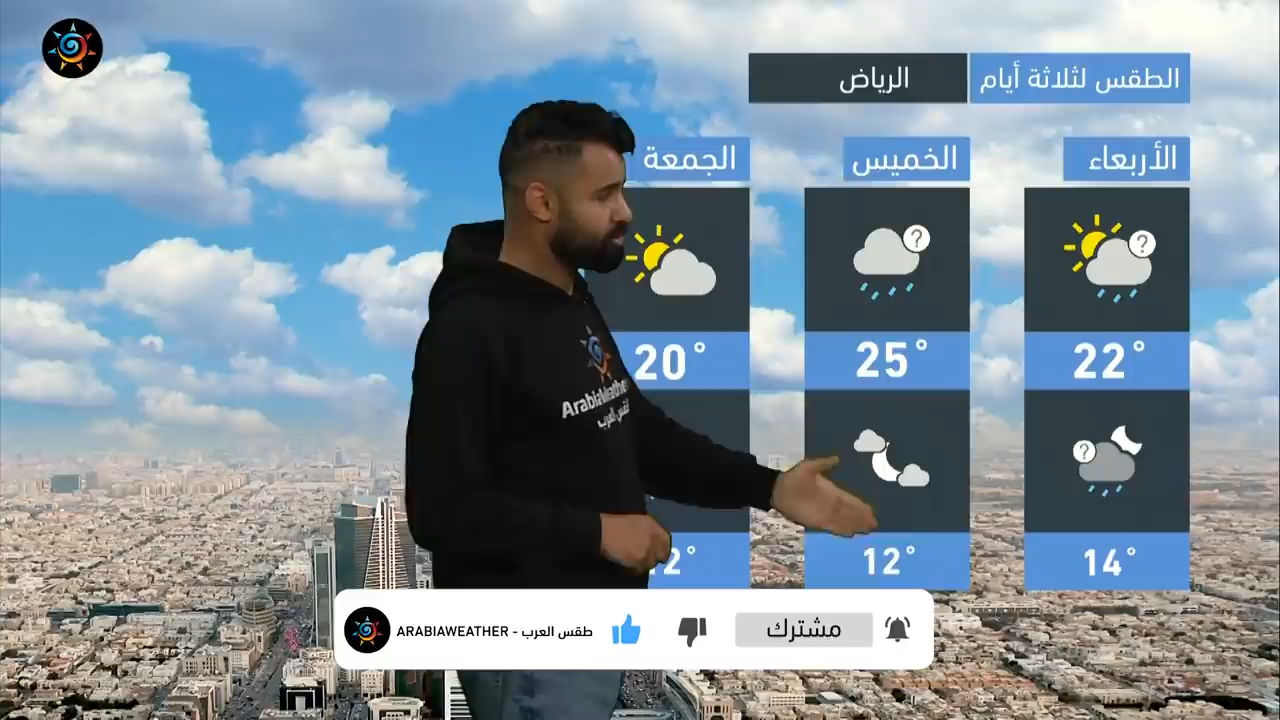 الطقس لثلاثة أيام
الرياض
الأربعاء
الخميس
الجمعة
?
?
22°
25°
20°
?
14°
12°
ArabiaWeather
طقس العرب
ARABIAWEATHER - طقس العرب
مشترك